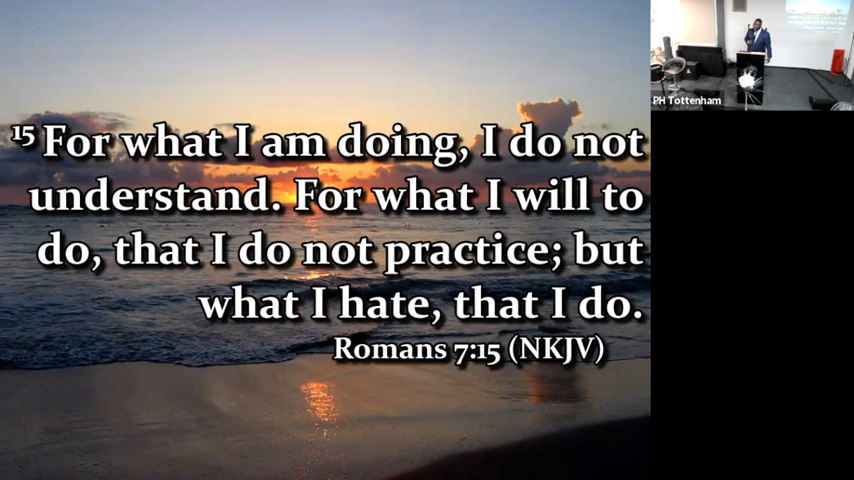 15 For what I am doing, I do not
understand. For what I will to
do, that I do not practice; but
what I hate, that I do.
Romans 7:15 (NKJV)
PH Tottenham